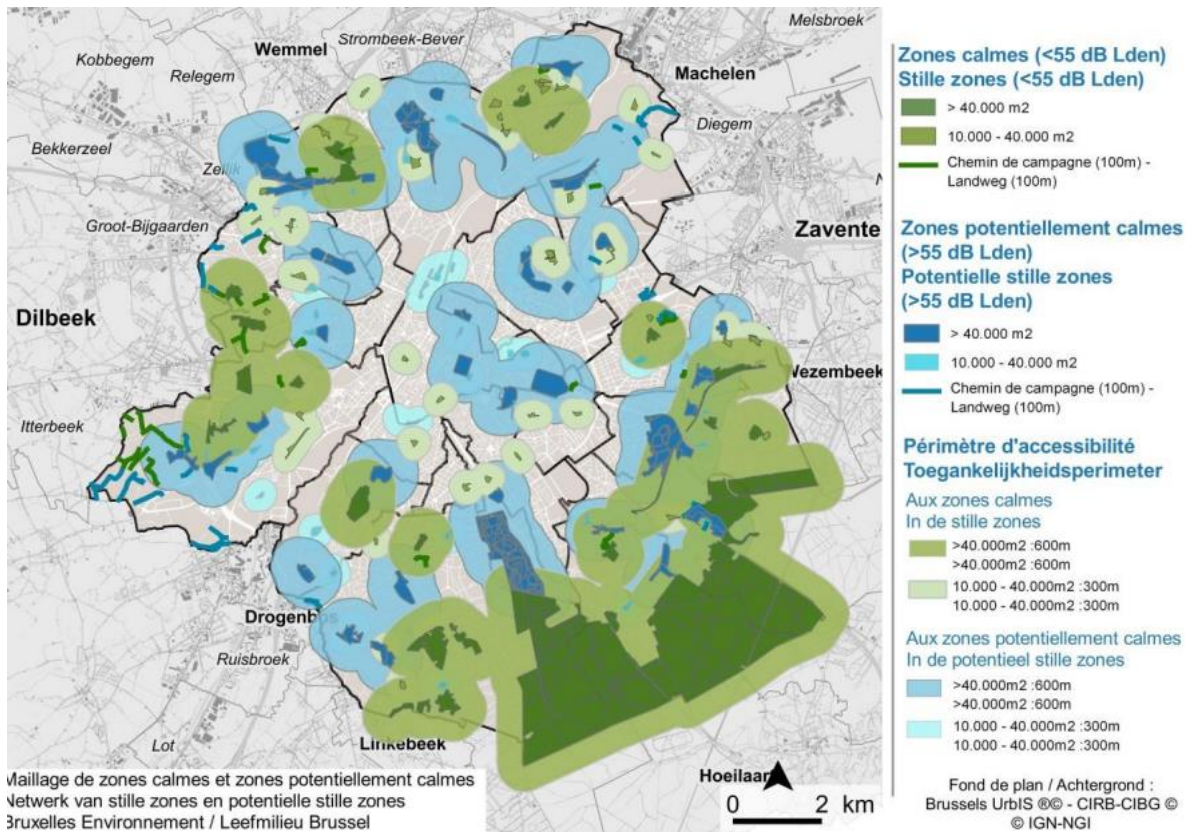 Melsbroek
Strombeek-Bever
Wemmel
Kobbegem
Relegem
Machelen
Diegem
Bekkerzeel
Groot-Bijgaarden
Dilbeek
Itterbeek
Drogenb s
Ruisbroek
Lot
Linkebeek
Hoeilaar
Zavente
Wezembeek
0 2 km
Maillage de zones calmes et zones potentiellement calmes
Netwerk van stille zones en potentielle stille zones
Bruxelles Environnement / Leefmilieu Brussel
Zones calmes (<55 dB Lden)
Stille zones (<55 dB Lden)
> 40.000 m2
10.000 - 40.000 m2
Chemin de campagne (100m) -
Landweg (100m)
Zones potentiellement calmes
(>55 dB Lden)
Potentielle stille zones
(>55 dB Lden)
> 40.000 m2
10.000 - 40.000 m2
Chemin de campagne (100m) -
Landweg (100m)
Périmètre d'accessibilité
Toegankelijkheidsperimeter
Aux zones calmes
In de stille zones
>40.000m2 :600m
>40.000m2 :600m
10.000 - 40.000m2 :300m
10.000 - 40.000m2 :300m
Aux zones potentiellement calmes
In de potentieel stille zones
>40.000m2 :600m
>40.000m2 :600m
10.000 - 40.000m2 :300m
10.000 - 40.000m2 :300m
Fond de plan / Achtergrond :
Brussels UrbIS ®© - CIRB-CIBG ©
© IGN-NGI